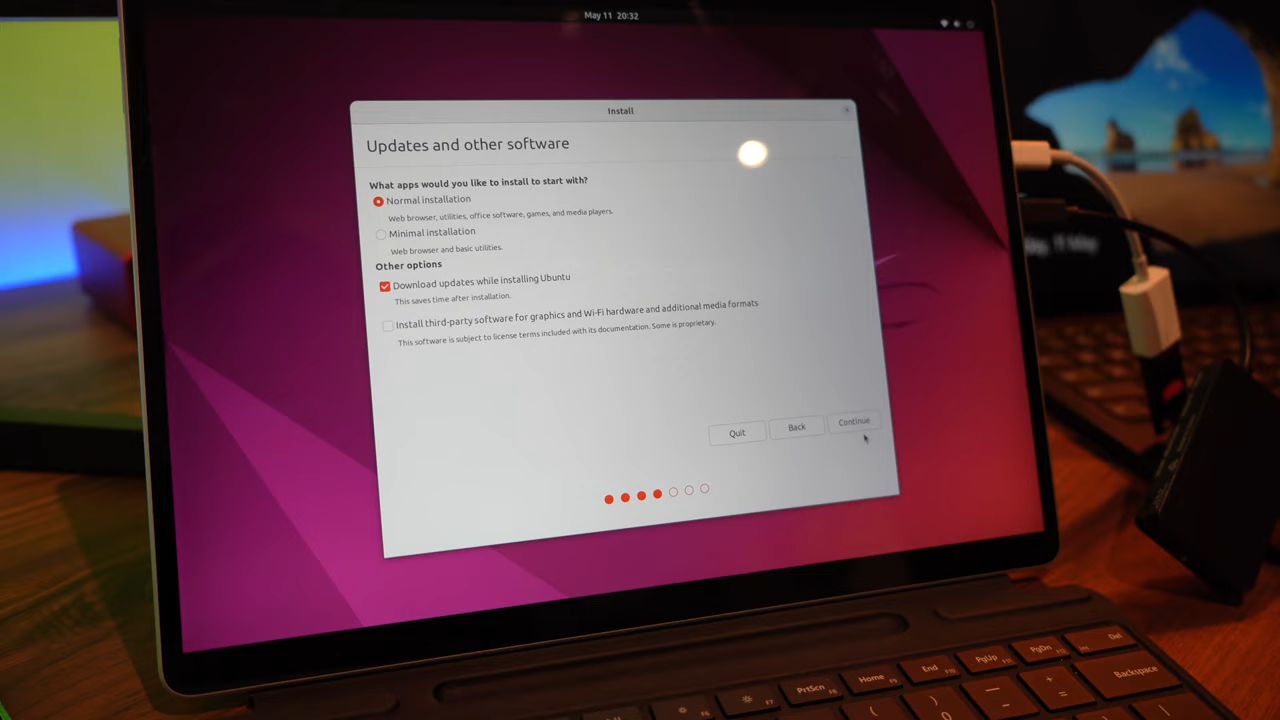 May 11 20:32
Install
Updates and other software
What apps would you like to install to start with?
Normal installation
Web browser, utilities, office software, games, and media players.
Minimal installation
Web browser and basic utilities.
Other options
Download updates while installing Ubuntu
This saves time after installation.
Install third-party software for graphics and Wi-Fi hardware and additional media formats
This software is subject to license terms included with its documentation. Some is proprietary.
Quit Back Continue
PrtScn F8 Home F9 End PgUp PgDn Del
( ) 0 — + = Backspace